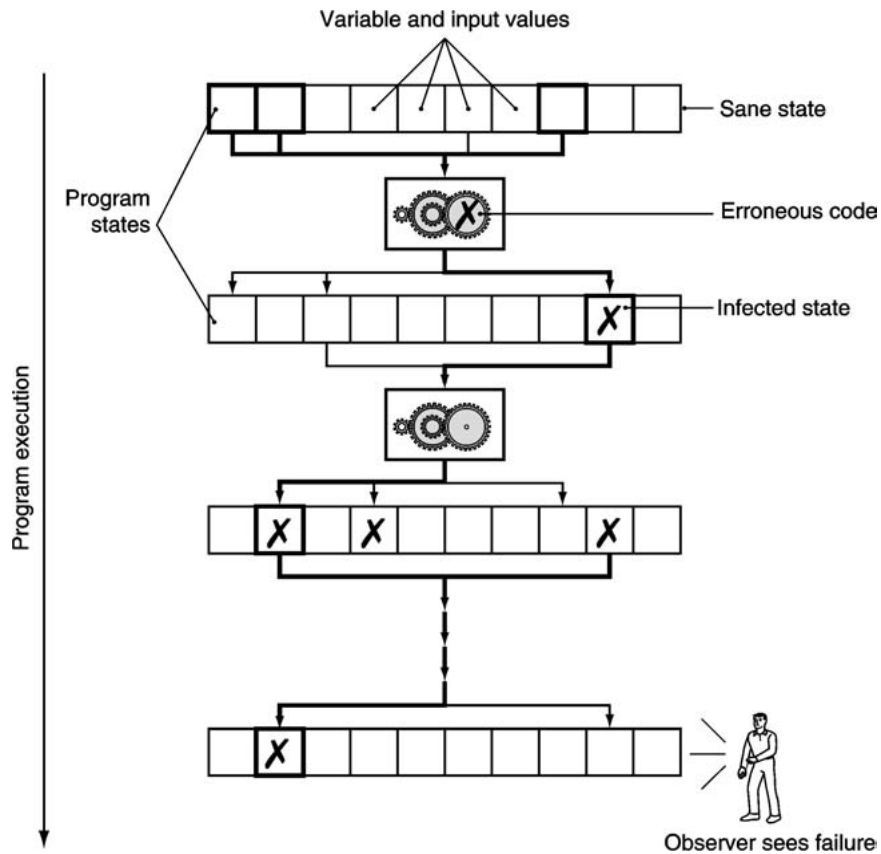 Variable and input values
Sane state
Program
states
Erroneous code
Infected state
Program execution
Observer sees failure